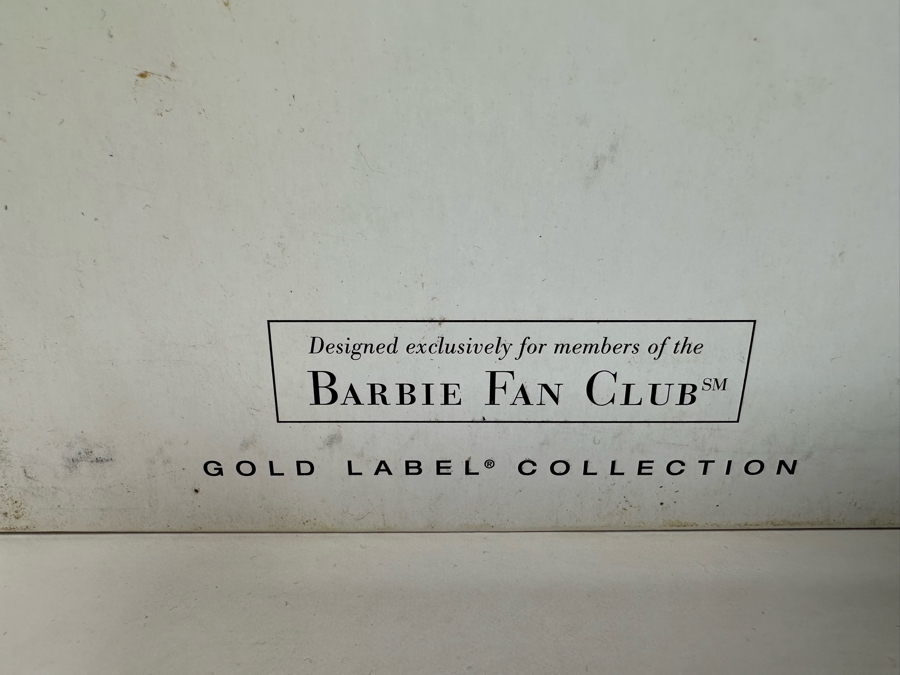 Designed exclusively for members of the
BARBIE FAN CLUB℠
GOLD LABEL® COLLECTION